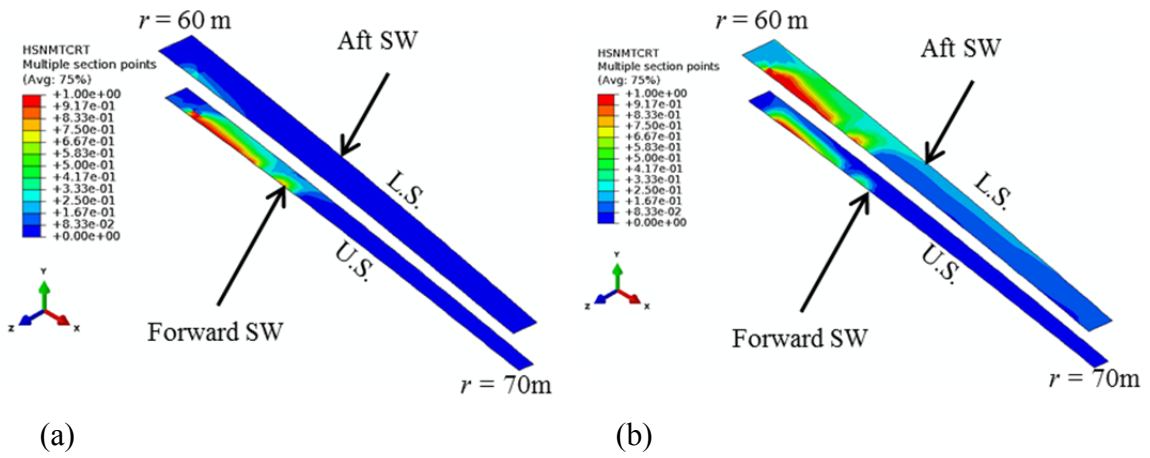 r = 60 m
Aft SW
HSNMTCRT
Multiple section points
(Avg: 75%)
+1.00e+00
+9.17e-01
+8.33e-01
+7.50e-01
+6.67e-01
+5.83e-01
+5.00e-01
+4.17e-01
+3.33e-01
+2.50e-01
+1.67e-01
+8.33e-02
+0.00e+00
L.S.
U.S.
Y
Z
X
Forward SW
r = 70m
(a)
r = 60 m
Aft SW
HSNMTCRT
Multiple section points
(Avg: 75%)
+1.00e+00
+9.17e-01
+8.33e-01
+7.50e-01
+6.67e-01
+5.83e-01
+5.00e-01
+4.17e-01
+3.33e-01
+2.50e-01
+1.67e-01
+8.33e-02
+0.00e+00
L.S.
U.S.
Y
Z
X
Forward SW
r = 70m
(b)